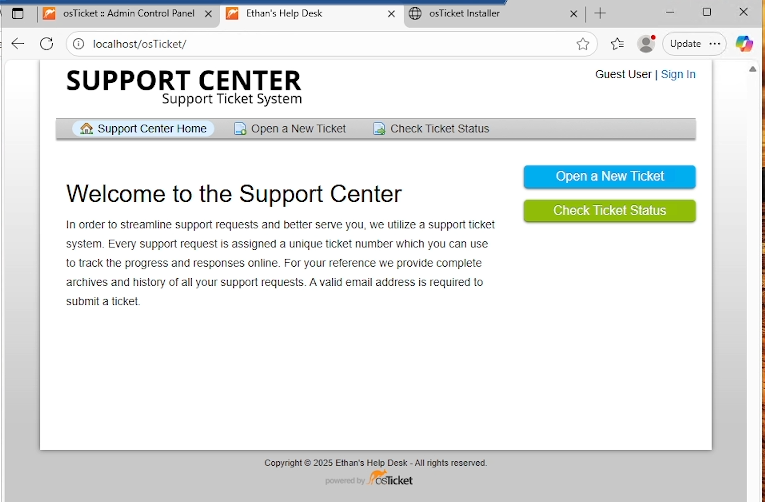 osTicket :: Admin Control Panel
Ethan's Help Desk
osTicket Installer
localhost/osTicket/
Update
SUPPORT CENTER
Support Ticket System
Guest User | Sign In
Support Center Home
Open a New Ticket
Check Ticket Status
Open a New Ticket
Check Ticket Status
Welcome to the Support Center
In order to streamline support requests and better serve you, we utilize a support ticket
system. Every support request is assigned a unique ticket number which you can use
to track the progress and responses online. For your reference we provide complete
archives and history of all your support requests. A valid email address is required to
submit a ticket.
Copyright © 2025 Ethan's Help Desk - All rights reserved.
powered by osTicket